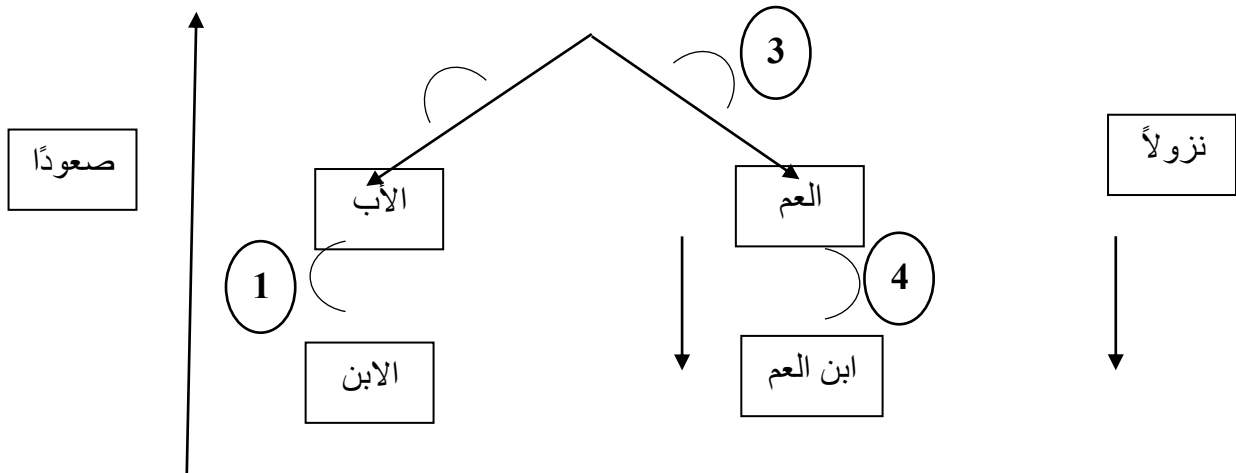 3
صعودًا
نزولاً
الأب
العم
1
4
الابن
ابن العم